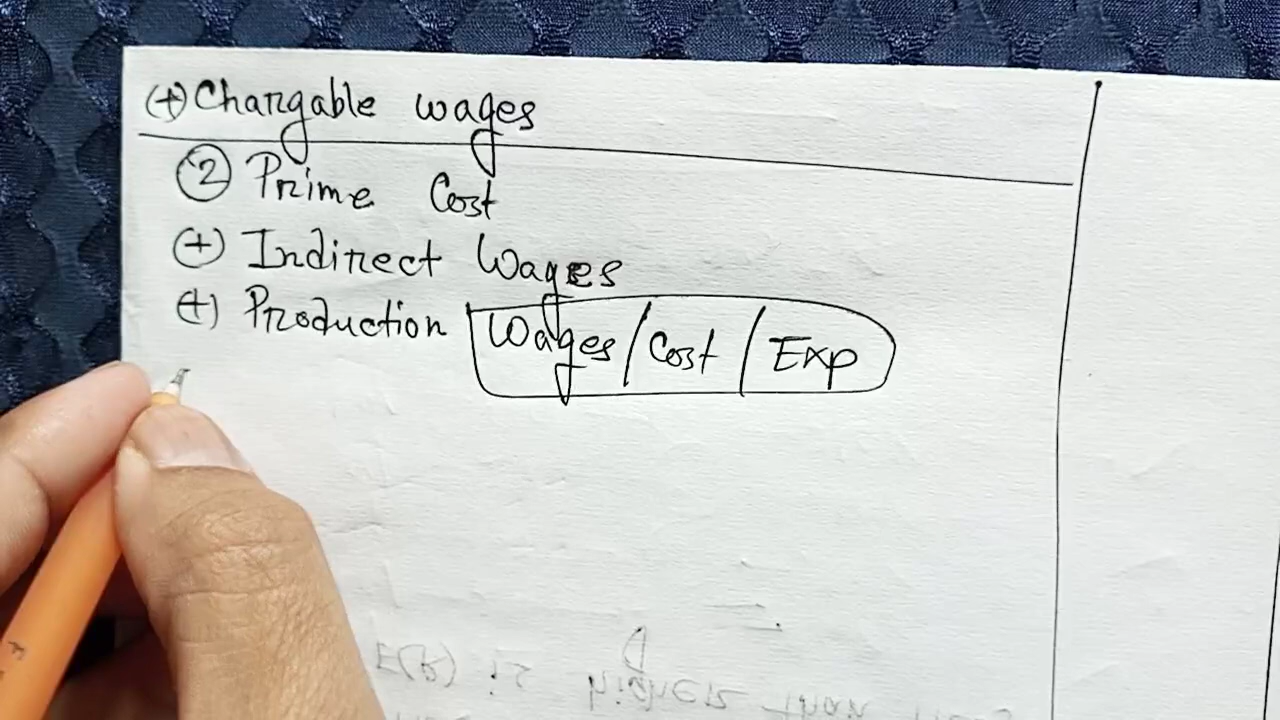 (+) Chargable wages
② Prime Cost
(+) Indirect Wages
(+) Production Wages / Cost / Exp